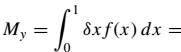 M_y = ∫_0^1 δxf(x) dx =